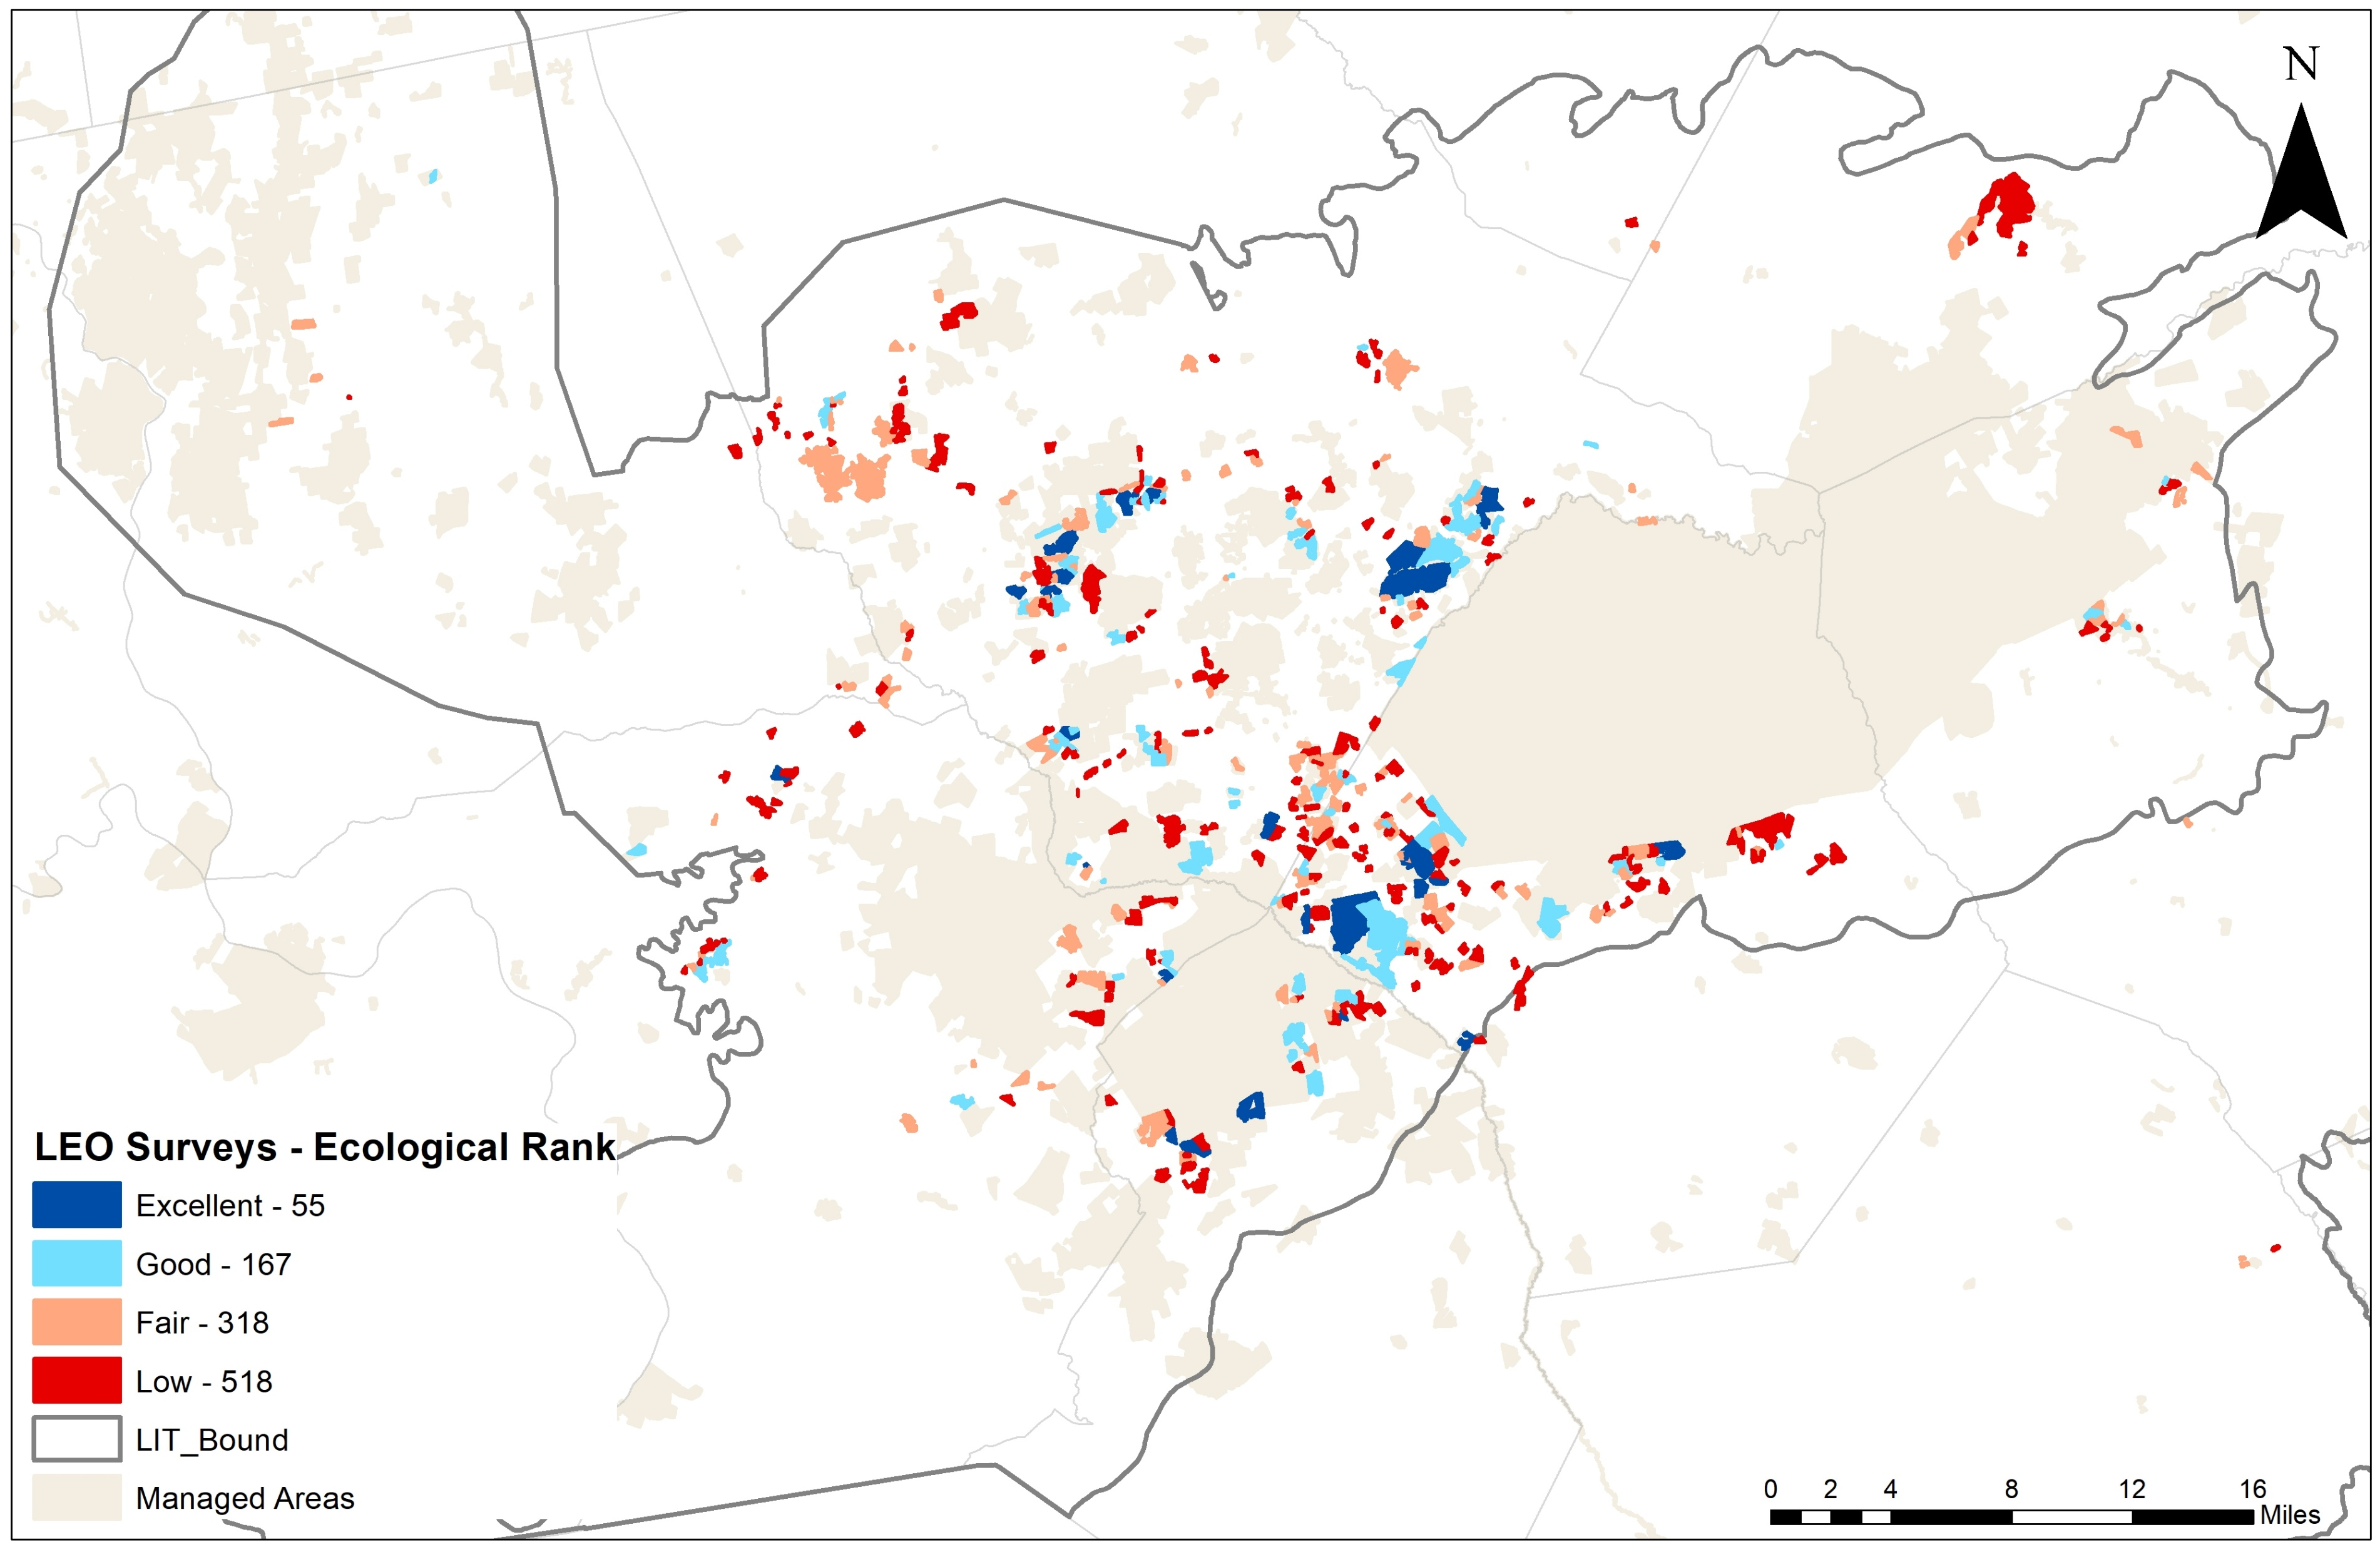 N
LEO Surveys - Ecological Rank
Excellent - 55
Good - 167
Fair - 318
Low - 518
LIT_Bound
Managed Areas
0 2 4 8 12 16
Miles